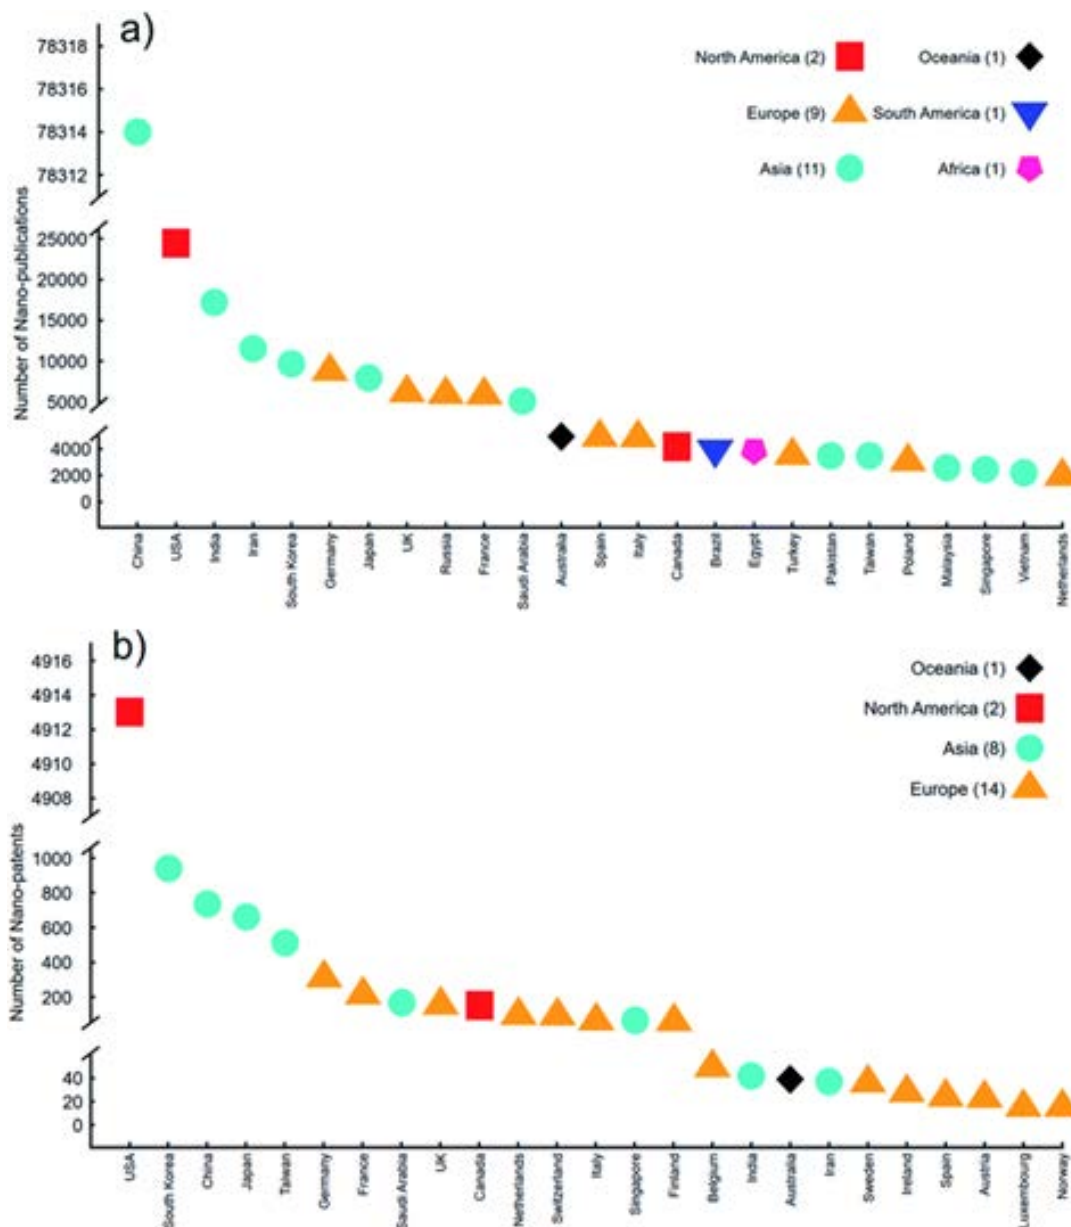 a)
North America (2)
Oceania (1)
Europe (9)
South America (1)
Asia (11)
Africa (1)
Number of Nano-publications
78318
78316
78314
78312
25000
20000
15000
10000
5000
4000
2000
0
China
USA
India
Iran
South Korea
Germany
Japan
UK
Russia
France
Saudi Arabia
Australia
Spain
Italy
Canada
Brazil
Egypt
Turkey
Pakistan
Taiwan
Poland
Malaysia
Singapore
Vietnam
Netherlands
b)
Oceania (1)
North America (2)
Asia (8)
Europe (14)
Number of Nano-patents
4916
4914
4912
4910
4908
1000
800
600
400
200
40
20
0
USA
South Korea
China
Japan
Taiwan
Germany
France
Saudi Arabia
UK
Canada
Netherlands
Switzerland
Italy
Singapore
Finland
Belgium
India
Australia
Iran
Sweden
Ireland
Spain
Austria
Luxembourg
Norway